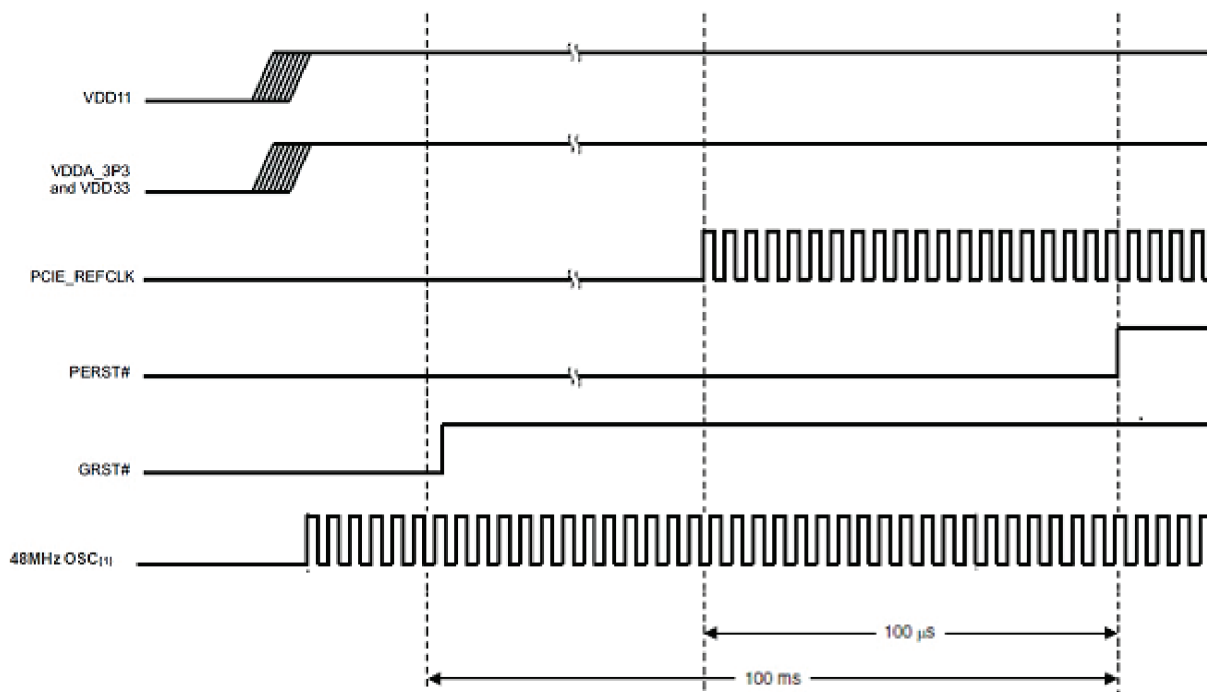 VDD11
VDDA_3P3
and VDD33
PCIE_REFCLK
PERST#
GRST#
48MHz OSC[1]
100 μs
100 ms